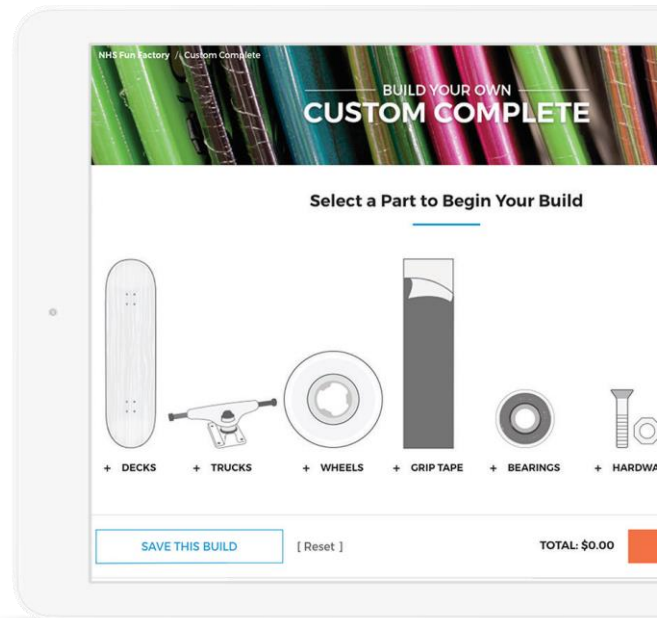 NHS Fun Factory // Custom Complete
BUILD YOUR OWN
CUSTOM COMPLETE
Select a Part to Begin Your Build
+ DECKS
+ TRUCKS
+ WHEELS
+ GRIP TAPE
+ BEARINGS
+ HARDWA
SAVE THIS BUILD
[ Reset ]
TOTAL: $0.00